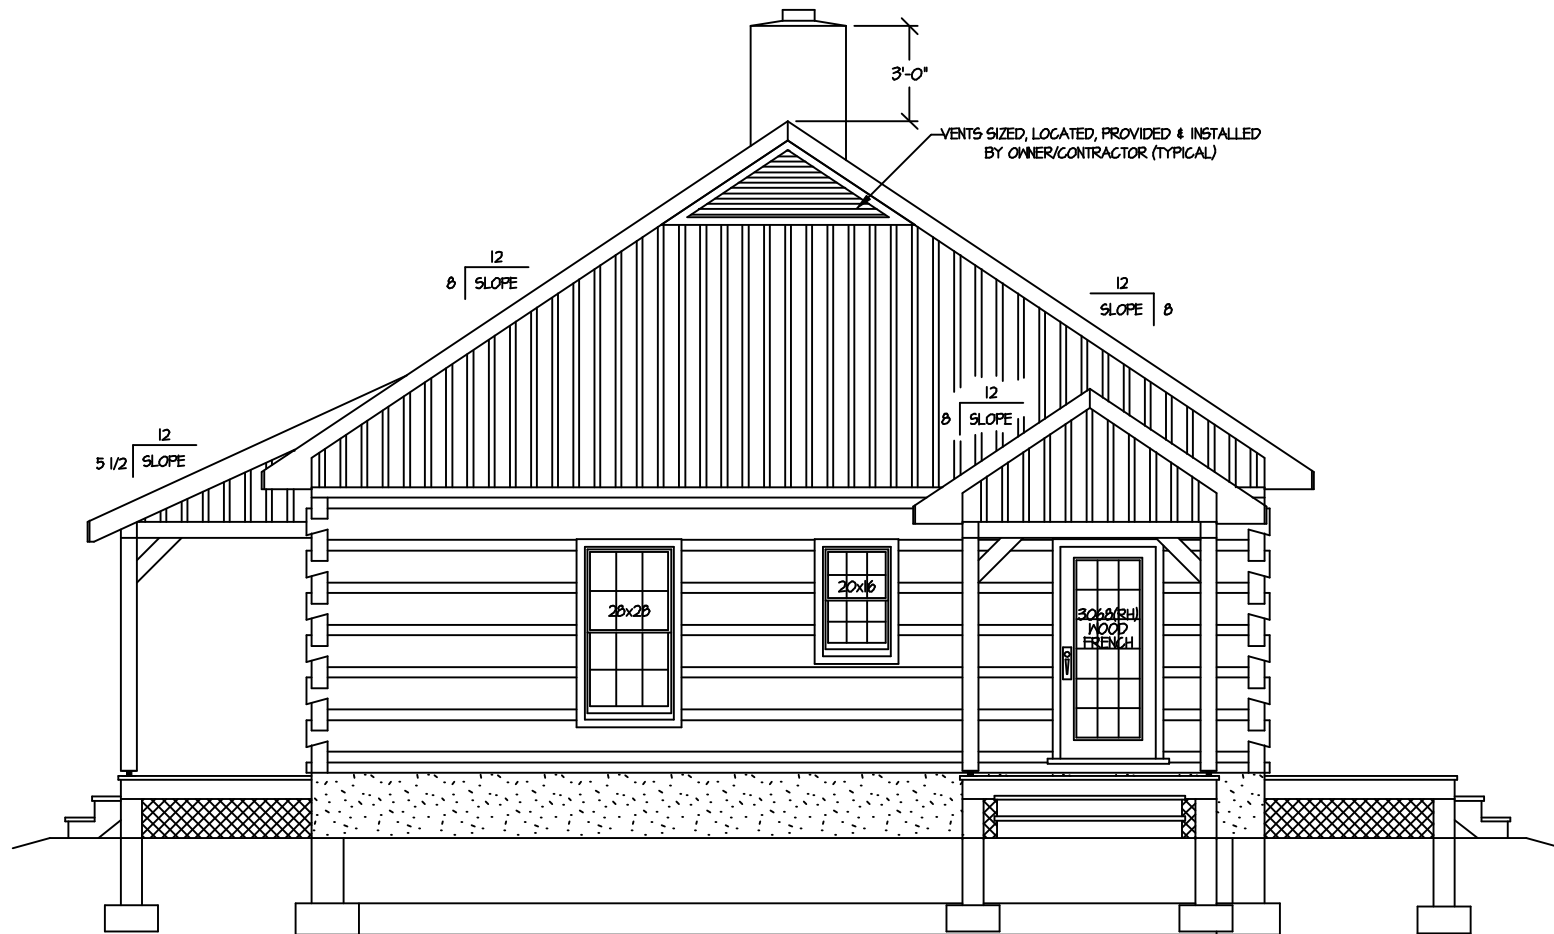 3'-0"
VENTS SIZED, LOCATED, PROVIDED & INSTALLED
BY OWNER/CONTRACTOR (TYPICAL)
12
8 SLOPE
12
SLOPE 8
12
8 SLOPE
12
5 1/2 SLOPE
28x28
20x16
3068(RH)
WOOD
FRENCH